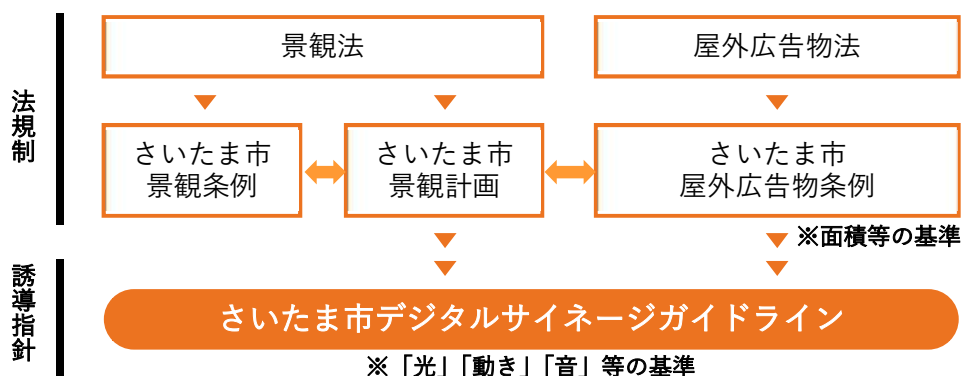 法規制
景観法
屋外広告物法
さいたま市
景観条例
さいたま市
景観計画
さいたま市
屋外広告物条例
※面積等の基準
誘導指針
さいたま市デジタルサイネージガイドライン
※「光」「動き」「音」等の基準